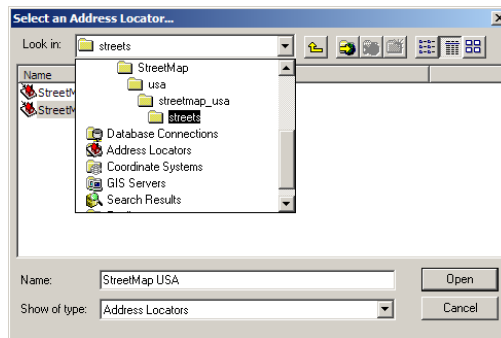 Select an Address Locator...
Look in: streets
Name
StreetM
StreetM
StreetMap
usa
streetmap_usa
streets
Database Connections
Address Locators
Coordinate Systems
GIS Servers
Search Results
Name: StreetMap USA Open
Show of type: Address Locators Cancel